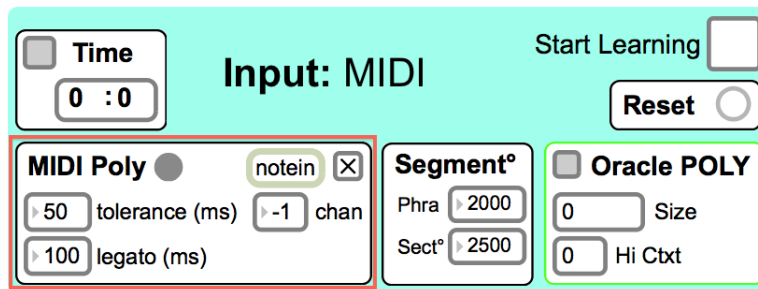 Time
0 :0
Input: MIDI
Start Learning
Reset
MIDI Poly notein
50 tolerance (ms) -1 chan
100 legato (ms)
Segment°
Phra 2000
Sect° 2500
Oracle POLY
0 Size
0 Hi Ctxt